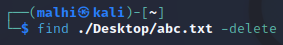 ┌──(malhi㉿kali)-[~]
└─$ find ./Desktop/abc.txt -delete